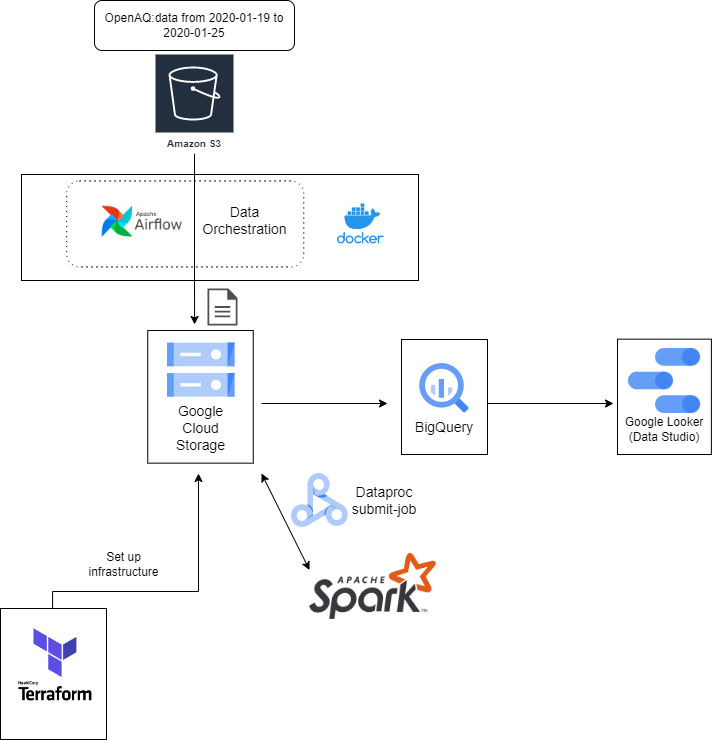 OpenAQ:data from 2020-01-19 to
2020-01-25
Amazon S3
Apache
Airflow
Data
Orchestration
docker
Google
Cloud
Storage
BigQuery
Google Looker
(Data Studio)
Dataproc
submit-job
Set up
infrastructure
APACHE
Spark™
HashiCorp
Terraform